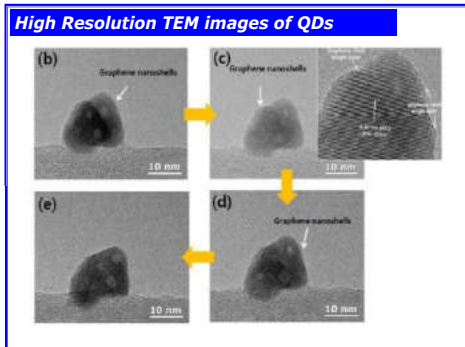 High Resolution TEM images of QDs
(b)
Graphene nanoshells
10 nm
(c)
Graphene nanoshells
10 nm
(e)
10 nm
(d)
Graphene nanoshells
10 nm